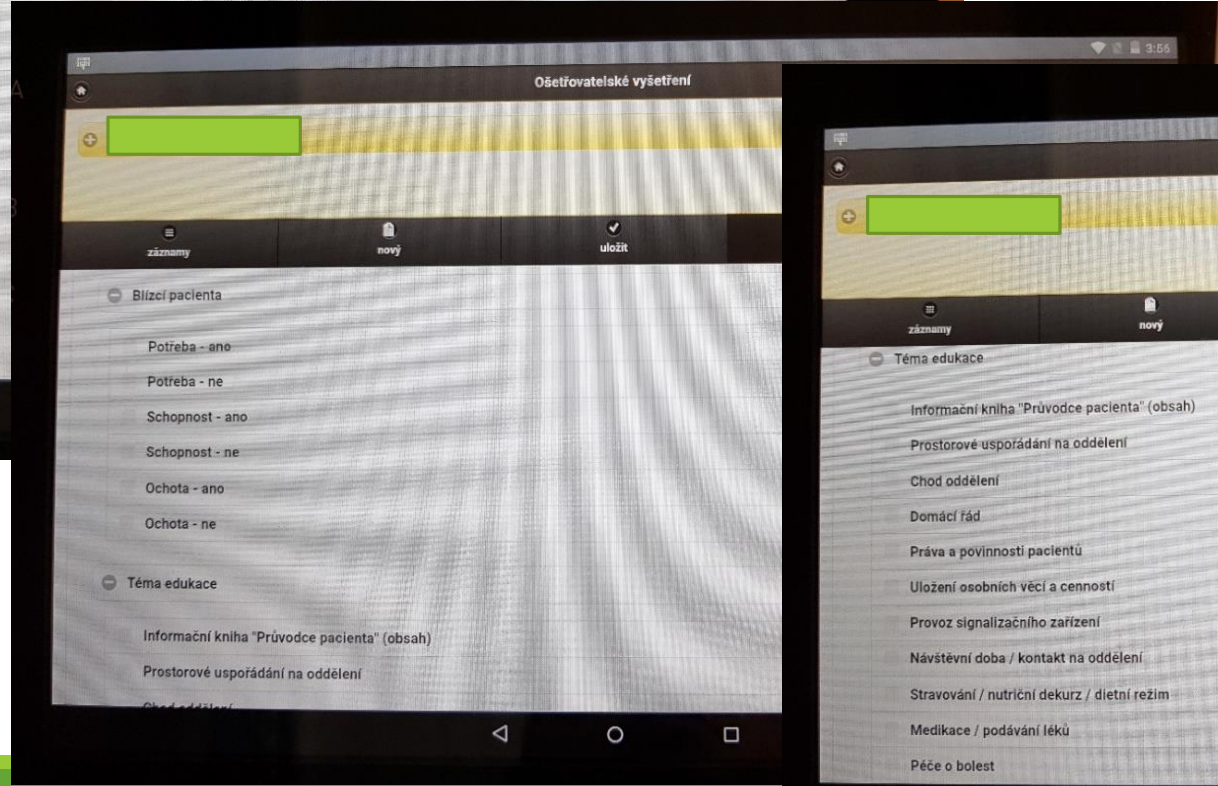 3:56
Ošetřovatelské vyšetření
záznamy
nový
uložit
Blízcí pacienta
Potřeba - ano
Potřeba - ne
Schopnost - ano
Schopnost - ne
Ochota - ano
Ochota - ne
Téma edukace
Informační kniha "Průvodce pacienta" (obsah)
Prostorové uspořádání na oddělení
Chod oddělení
záznamy
nový
Téma edukace
Informační kniha "Průvodce pacienta" (obsah)
Prostorové uspořádání na oddělení
Chod oddělení
Domácí řád
Práva a povinnosti pacientů
Uložení osobních věcí a cenností
Provoz signalizačního zařízení
Návštěvní doba / kontakt na oddělení
Stravování / nutriční dekurz / dietní režim
Medikace / podávání léků
Péče o bolest